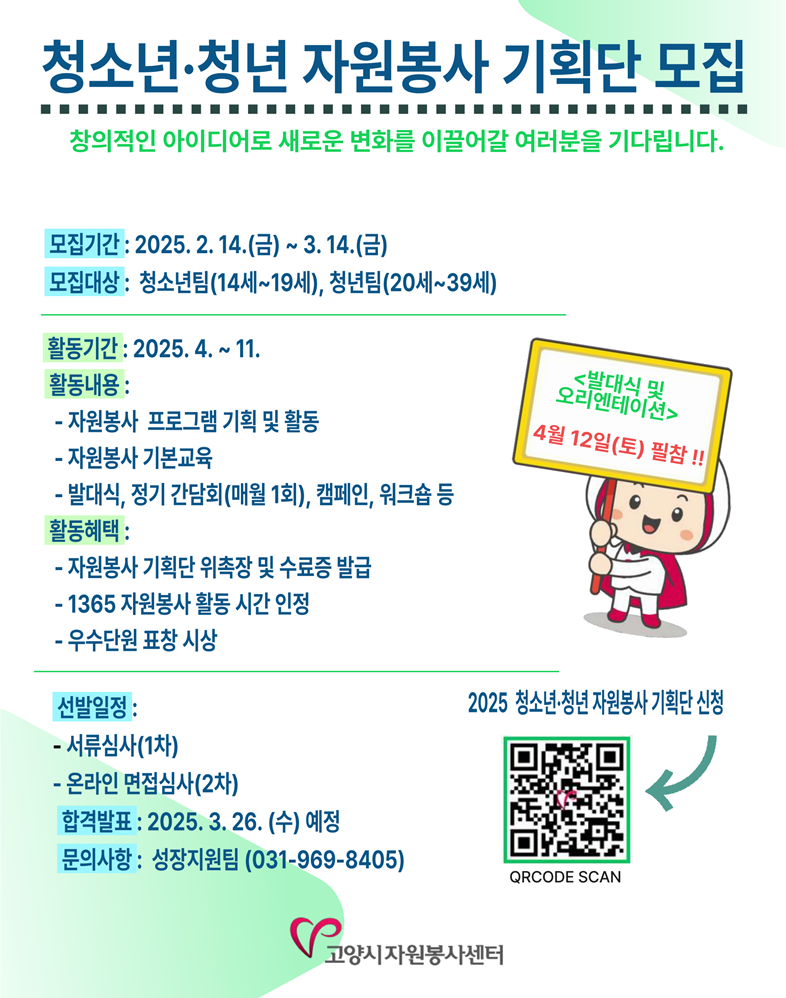 청소년·청년 자원봉사 기획단 모집
창의적인 아이디어로 새로운 변화를 이끌어갈 여러분을 기다립니다.
모집기간 : 2025. 2. 14.(금) ~ 3. 14.(금)
모집대상 : 청소년팀(14세~19세), 청년팀(20세~39세)
활동기간 : 2025. 4. ~ 11.
활동내용 :
- 자원봉사 프로그램 기획 및 활동
- 자원봉사 기본교육
- 발대식, 정기 간담회(매월 1회), 캠페인, 워크숍 등
활동혜택 :
- 자원봉사 기획단 위촉장 및 수료증 발급
- 1365 자원봉사 활동 시간 인정
- 우수단원 표창 시상
<발대식 및
오리엔테이션>
4월 12일(토) 필참 !!
선발일정 :
- 서류심사(1차)
- 온라인 면접심사(2차)
합격발표 : 2025. 3. 26. (수) 예정
문의사항 : 성장지원팀 (031-969-8405)
2025 청소년·청년 자원봉사 기획단 신청
QRCODE SCAN
고양시자원봉사센터